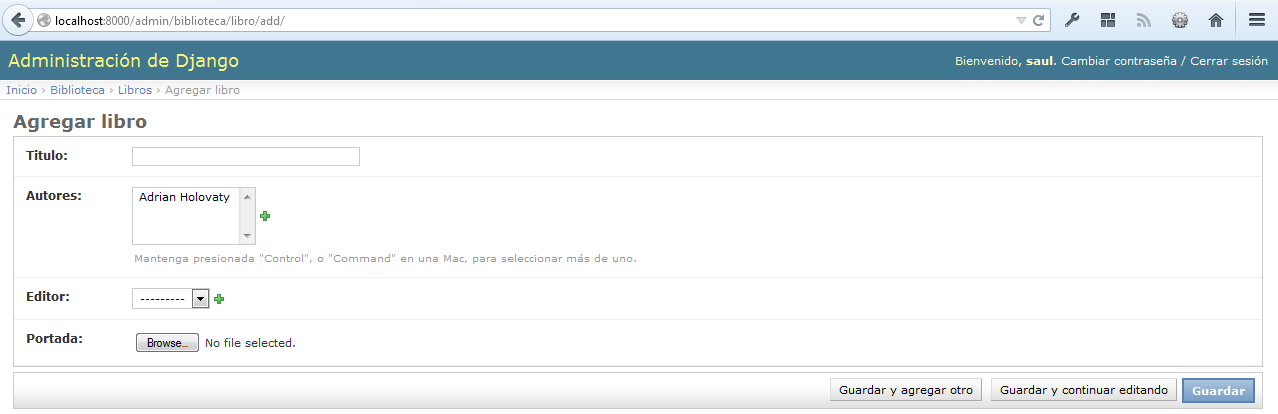 localhost:8000/admin/biblioteca/libro/add/
Administración de Django
Bienvenido, saul. Cambiar contraseña / Cerrar sesión
Inicio › Biblioteca › Libros › Agregar libro
Agregar libro
Titulo:
Autores:
Adrian Holovaty
Mantenga presionada "Control", o "Command" en una Mac, para seleccionar más de uno.
Editor:
---------
Portada:
Browse_ No file selected.
Guardar y agregar otro
Guardar y continuar editando
Guardar